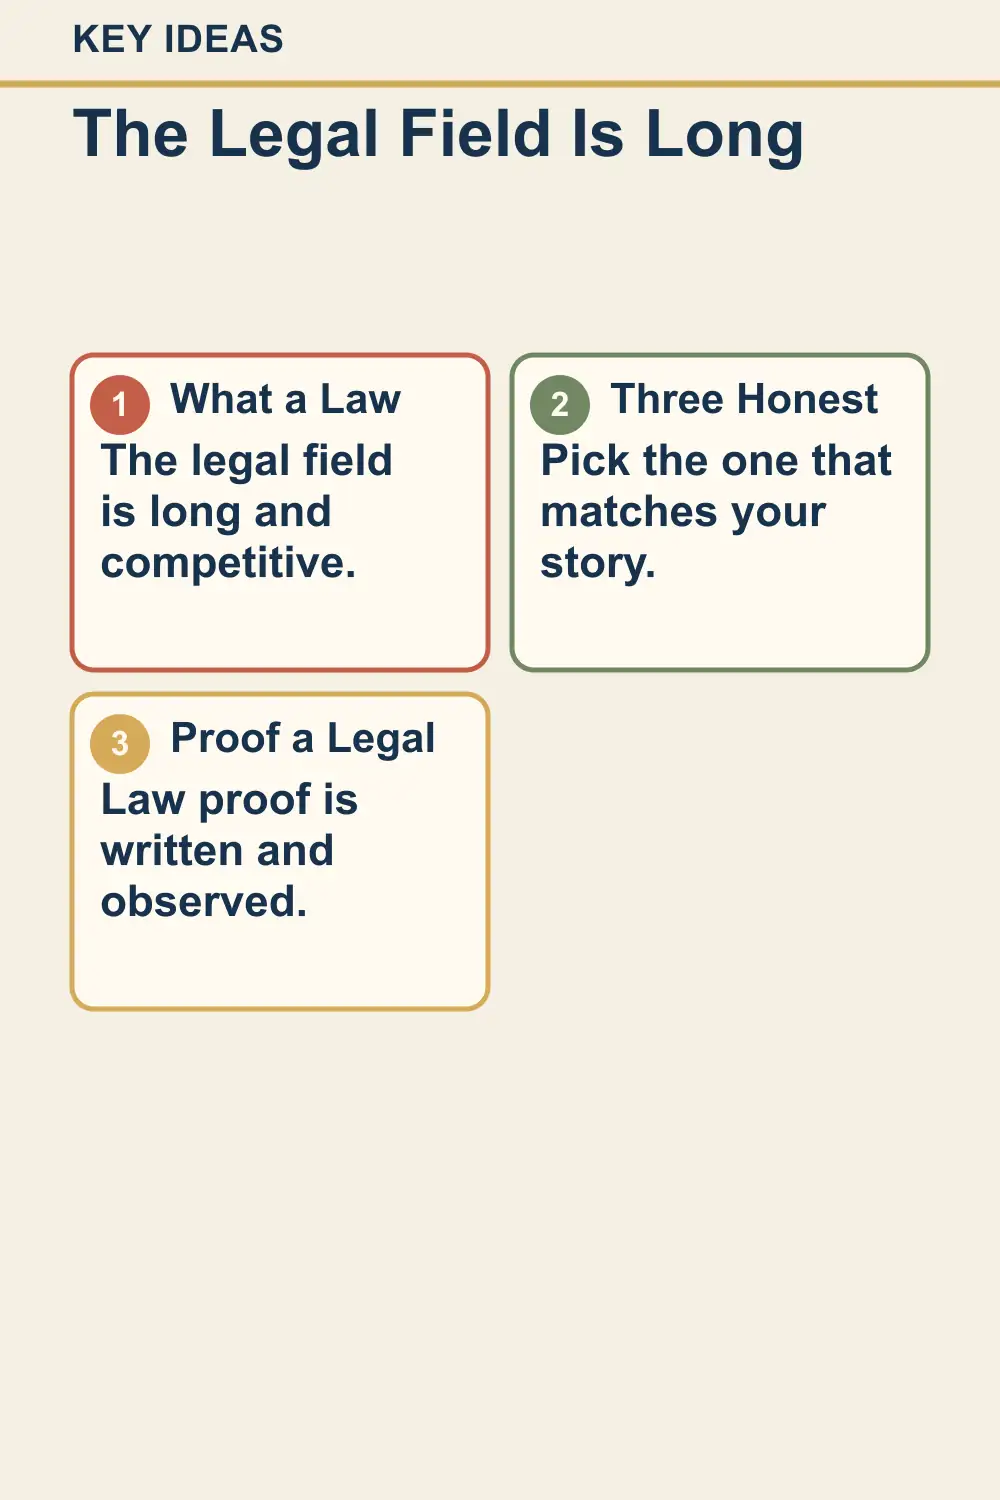 KEY IDEAS
The Legal Field Is Long
1 What a Law
The legal field
is long and
competitive.
2 Three Honest
Pick the one that
matches your
story.
3 Proof a Legal
Law proof is
written and
observed.